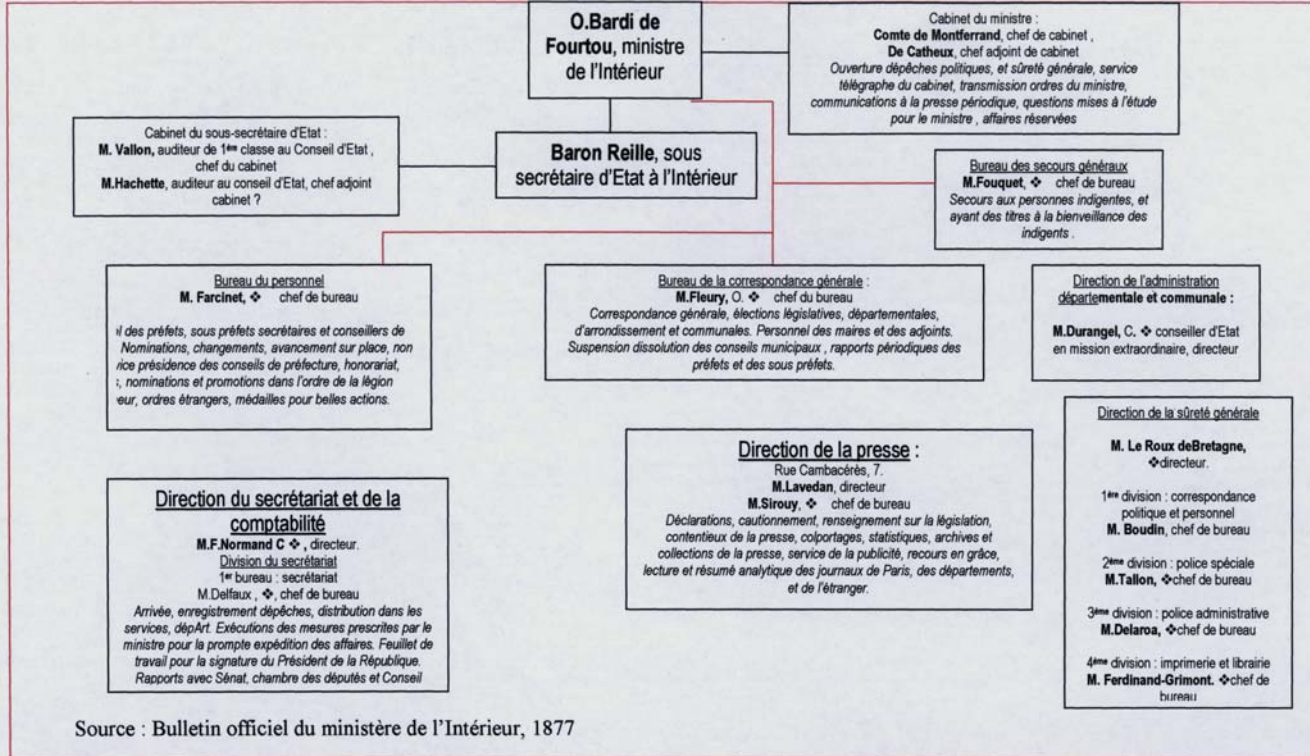 O.Bardi de
Fourtou, ministre
de l'Intérieur
Cabinet du ministre :
Comte de Montferrand, chef de cabinet ,
De Catheux, chef adjoint de cabinet
Ouverture dépêches politiques, et sûreté générale, service
télégraphe du cabinet, transmission ordres du ministre,
communications à la presse périodique, questions mises à l'étude
pour le ministre , affaires réservées
Cabinet du sous-secrétaire d'Etat :
M. Vallon, auditeur de 1ère classe au Conseil d'Etat ,
chef du cabinet
M.Hachette, auditeur au conseil d'Etat, chef adjoint
cabinet ?
Baron Reille, sous
secrétaire d'Etat à l'Intérieur
Bureau des secours généraux
M.Fouquet, ❖ chef de bureau
Secours aux personnes indigentes, et
ayant des titres à la bienveillance des
indigents .
Bureau du personnel
M. Farcinet, ❖ chef de bureau
l des préfets, sous préfets secrétaires et conseillers de
Nominations, changements, avancement sur place, non
ice présidence des conseils de préfecture, honorariat,
, nominations et promotions dans l'ordre de la légion
eur, ordres étrangers, médailles pour belles actions.
Bureau de la correspondance générale :
M.Fleury, O. ❖ chef du bureau
Correspondance générale, élections législatives, départementales,
d'arrondissement et communales. Personnel des maires et des adjoints.
Suspension dissolution des conseils municipaux , rapports périodiques des
préfets et des sous préfets.
Direction de l'administration
départementale et communale :
M.Durangel, C. ❖ conseiller d'Etat
en mission extraordinaire, directeur
Direction de la sûreté générale
M. Le Roux deBretagne,
❖directeur.
1ère division : correspondance
politique et personnel
M. Boudin, chef de bureau
2ème division : police spéciale
M.Tallon, ❖chef de bureau
3ème division : police administrative
M.Delaroa, ❖chef de bureau
4ème division : imprimerie et librairie
M. Ferdinand-Grimont. ❖chef de
bureau
Direction de la presse :
Rue Cambacérès, 7.
M.Lavedan, directeur
M.Sirouy, ❖ chef de bureau
Déclarations, cautionnement, renseignement sur la législation,
contentieux de la presse, colportages, statistiques, archives et
collections de la presse, service de la publicité, recours en grâce,
lecture et résumé analytique des journaux de Paris, des départements,
et de l'étranger.
Direction du secrétariat et de la
comptabilité
M.F.Normand C ❖ , directeur.
Division du secrétariat
1er bureau : secrétariat
M.Delfaux , ❖, chef de bureau
Arrivée, enregistrement dépêches, distribution dans les
services, dépArt. Exécutions des mesures prescrites par le
ministre pour la prompte expédition des affaires. Feuillet de
travail pour la signature du Président de la République.
Rapports avec Sénat, chambre des députés et Conseil
Source : Bulletin officiel du ministère de l'Intérieur, 1877